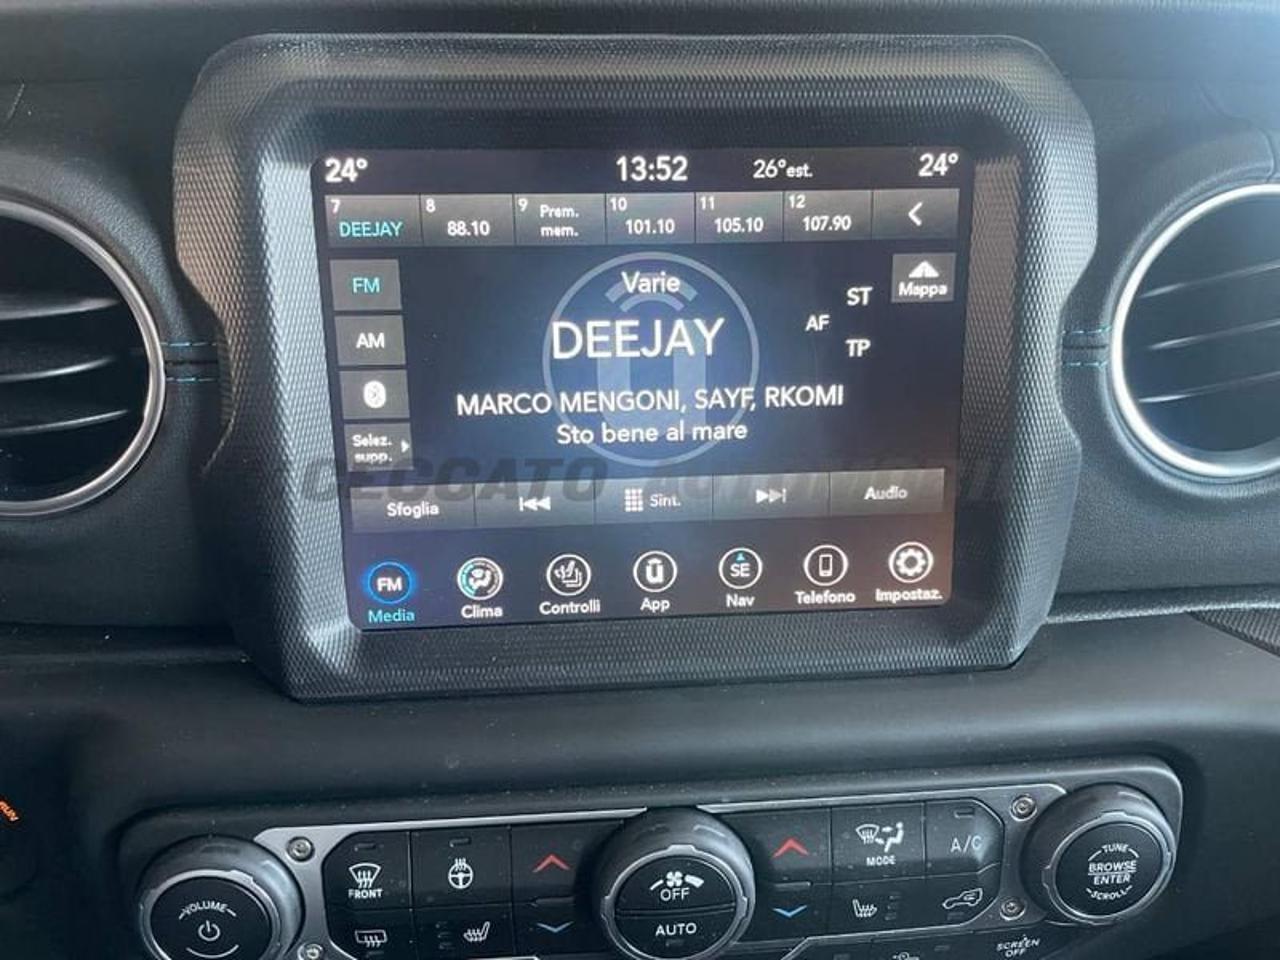 24° 13:52 26°est. 24°
7 DEEJAY 8 88.10 9 Prem. mem. 10 101.10 11 105.10 12 107.90
FM
Varie
ST
Mappa
AM
DEEJAY
AF
TP
MARCO MENGONI, SAYF, RKOMI
Sto bene al mare
Selez.
supp.
CECCATO AUTOMOBILI
Sfoglia Sint. Audio
FM SE
Media Clima Controlli App Nav Telefono Impostaz.
VOLUME
FRONT
OFF
AUTO
MODE
A/C
TUNE
BROWSE
ENTER
SCROLL
SCREEN
OFF